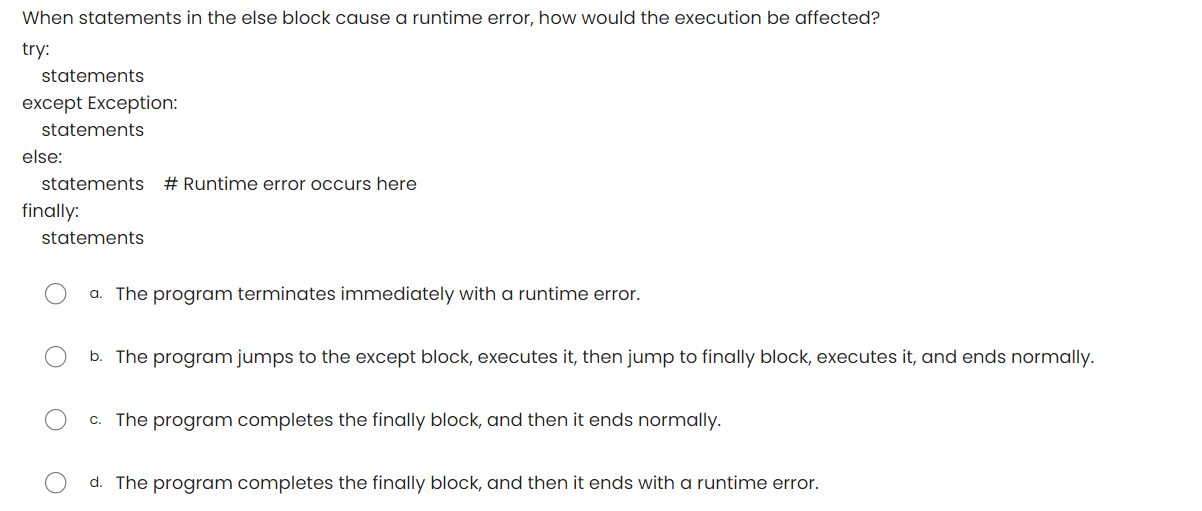 When statements in the else block cause a runtime error, how would the execution be affected?
try:
statements
except Exception:
statements
else:
statements # Runtime error occurs here
finally:
statements
a. The program terminates immediately with a runtime error.
b. The program jumps to the except block, executes it, then jump to finally block, executes it, and ends normally.
c. The program completes the finally block, and then it ends normally.
d. The program completes the finally block, and then it ends with a runtime error.